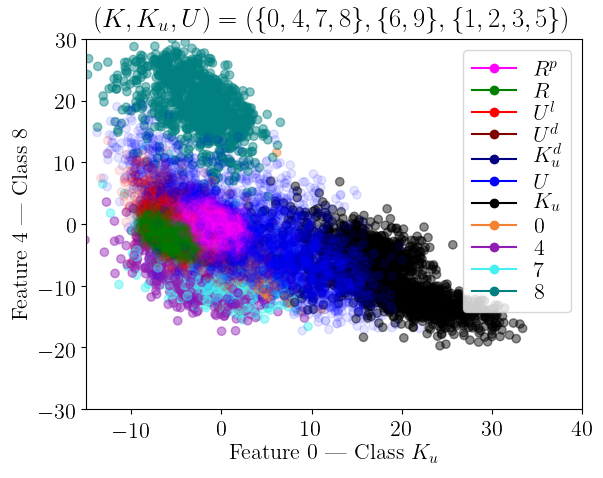 (K, K_u, U) = ({0, 4, 7, 8}, {6, 9}, {1, 2, 3, 5})
30
20
10
0
−10
−20
−30
Feature 4 — Class 8
R^p
R
U^l
U^d
K_u^d
U
K_u
0
4
7
8
−10 0 10 20 30 40
Feature 0 — Class K_u